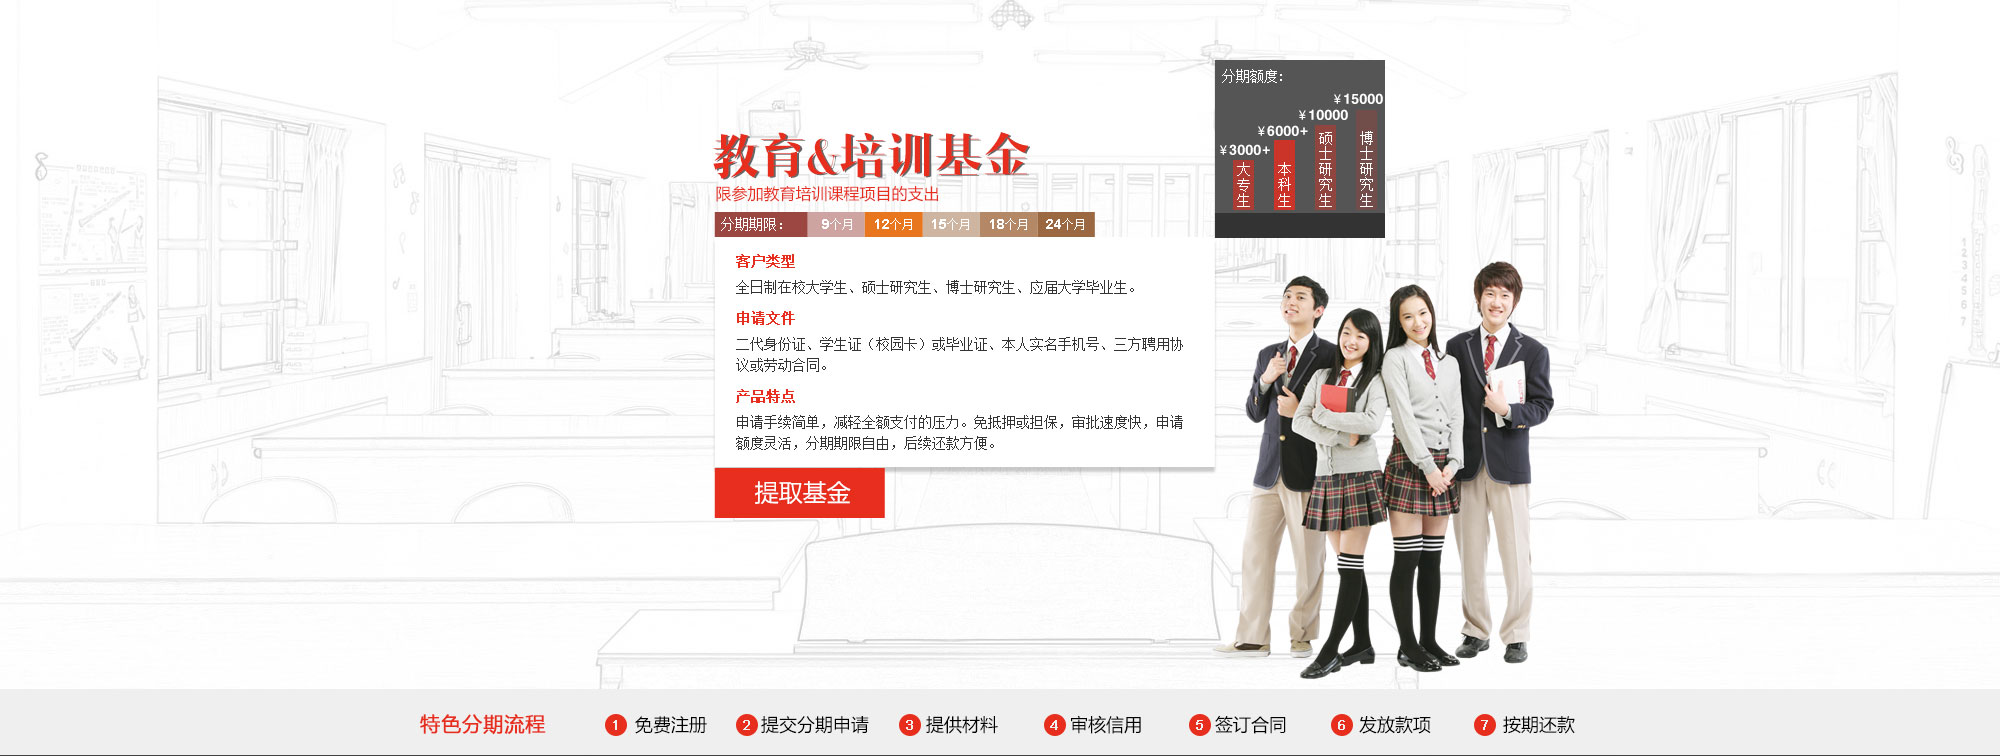 教育&培训基金
限参加教育培训课程项目的支出
分期期限： 9个月 12个月 15个月 18个月 24个月
客户类型
全日制在校大学生、硕士研究生、博士研究生、应届大学毕业生。
申请文件
二代身份证、学生证（校园卡）或毕业证、本人实名手机号、三方聘用协
议或劳动合同。
产品特点
申请手续简单，减轻全额支付的压力。免抵押或担保，审批速度快，申请
额度灵活，分期期限自由，后续还款方便。
提取基金
分期额度：
¥3000+
大专生
¥6000+
本科生
¥10000
硕士研究生
¥15000
博士研究生
特色分期流程 1 免费注册 2 提交分期申请 3 提供材料 4 审核信用 5 签订合同 6 发放款项 7 按期还款